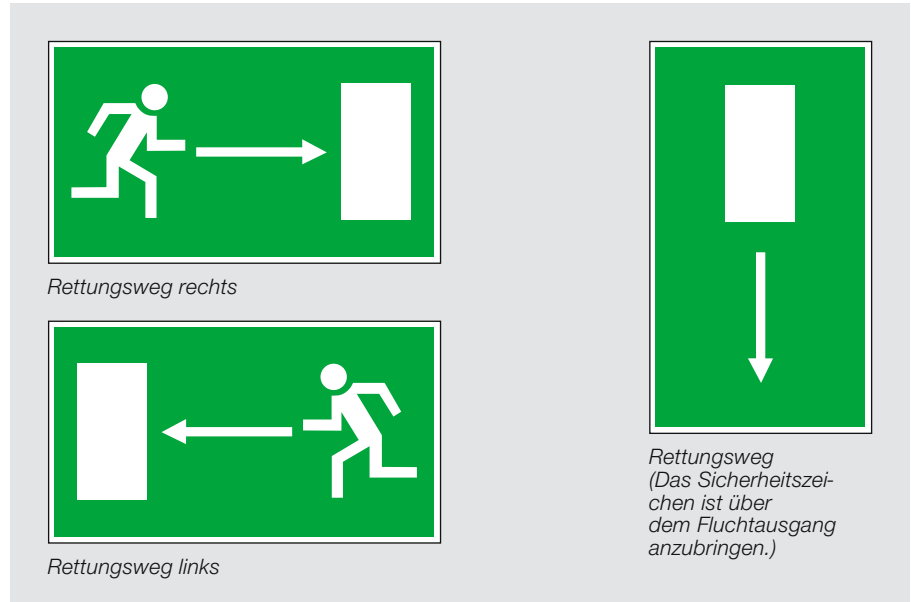 Rettungsweg rechts
Rettungsweg links
Rettungsweg
(Das Sicherheitszei-
chen ist über
dem Fluchtausgang
anzubringen.)